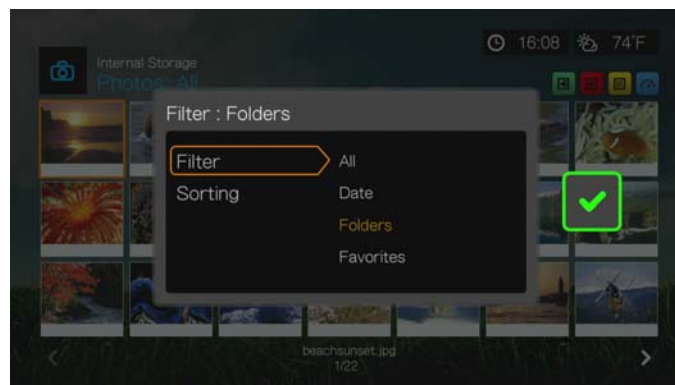 16:08 74°F
Internal Storage
Photos: All
Filter : Folders
Filter
All
Sorting
Date
Folders
Favorites
beachsunset.jpg
1/22